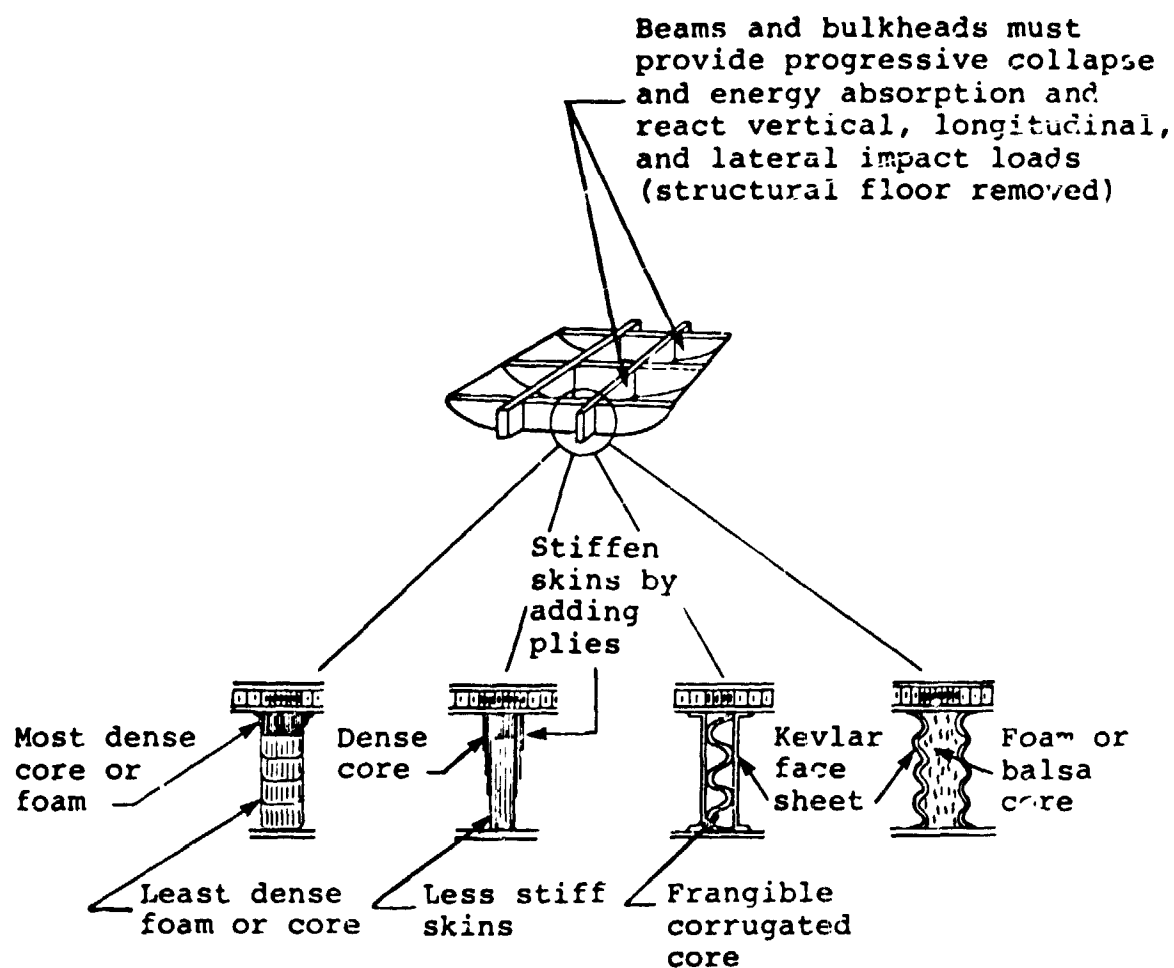 Beams and bulkheads must
provide progressive collapse
and energy absorption and
react vertical, longitudinal,
and lateral impact loads
(structural floor removed)
Stiffen
skins by
adding
plies
Most dense
core or
foam
Dense
core
Kevlar
face
sheet
Foam or
balsa
core
Least dense
foam or core
Less stiff
skins
Frangible
corrugated
core